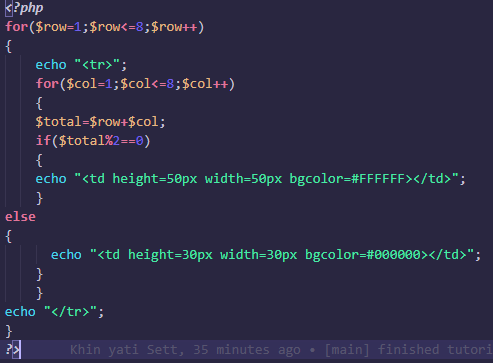 <?php
for($row=1;$row<=8;$row++)
{
echo "<tr>";
for($col=1;$col<=8;$col++)
{
$total=$row+$col;
if($total%2==0)
{
echo "<td height=50px width=50px bgcolor=#FFFFFF></td>";
}
else
{
echo "<td height=30px width=30px bgcolor=#000000></td>";
}
}
echo "</tr>";
}
?> Khin yati Sett, 35 minutes ago • [main] finished tutori